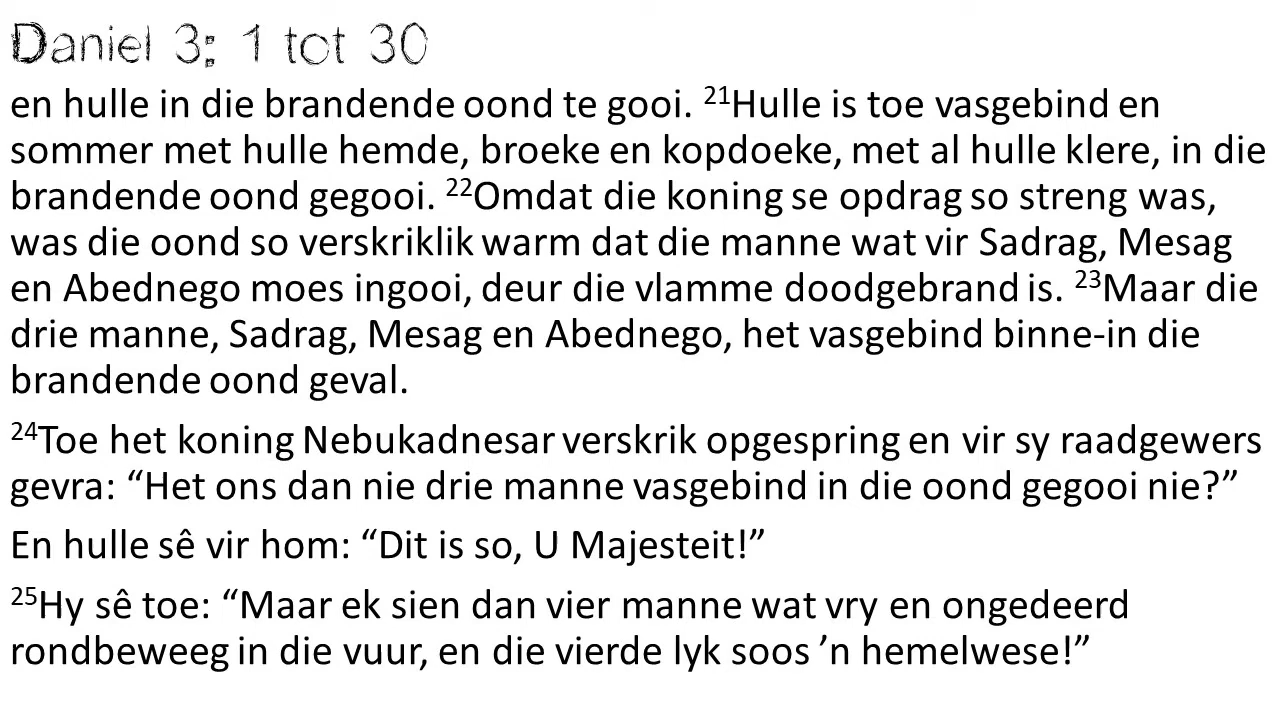 Daniel 3: 1 tot 30
en hulle in die brandende oond te gooi. ²¹Hulle is toe vasgebind en
sommer met hulle hemde, broeke en kopdoeke, met al hulle klere, in die
brandende oond gegooi. ²²Omdat die koning se opdrag so streng was,
was die oond so verskriklik warm dat die manne wat vir Sadrag, Mesag
en Abednego moes ingooi, deur die vlamme doodgebrand is. ²³Maar die
drie manne, Sadrag, Mesag en Abednego, het vasgebind binne-in die
brandende oond geval.
²⁴Toe het koning Nebukadnesar verskrik opgespring en vir sy raadgewers
gevra: “Het ons dan nie drie manne vasgebind in die oond gegooi nie?”
En hulle sê vir hom: “Dit is so, U Majesteit!”
²⁵Hy sê toe: “Maar ek sien dan vier manne wat vry en ongedeerd
rondbeweeg in die vuur, en die vierde lyk soos ’n hemelwese!”